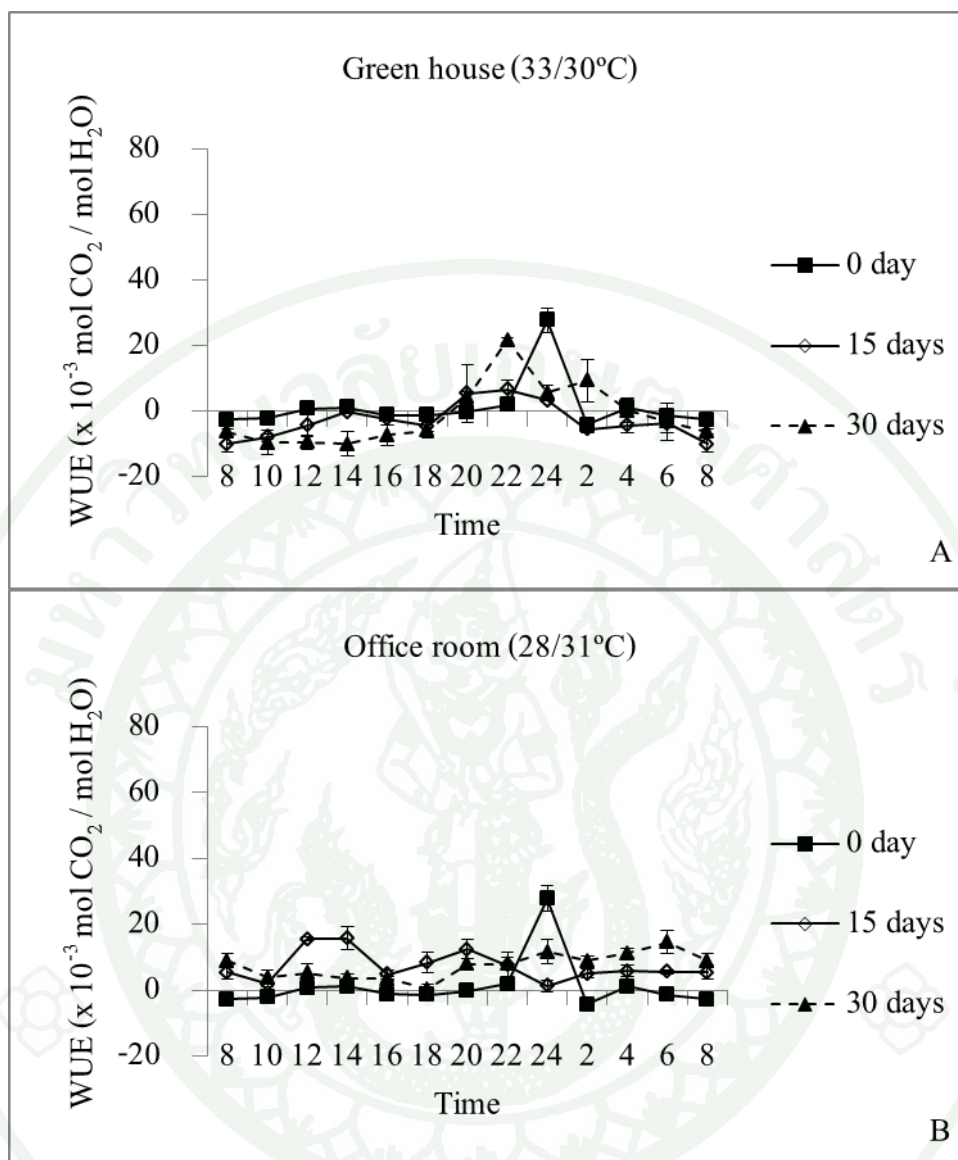 Green house (33/30ºC)
WUE (x 10⁻³ mol CO₂ / mol H₂O)
80
60
40
20
0
-20
8 10 12 14 16 18 20 22 24 2 4 6 8
Time
0 day
15 days
30 days
A
Office room (28/31ºC)
WUE (x 10⁻³ mol CO₂ / mol H₂O)
80
60
40
20
0
-20
8 10 12 14 16 18 20 22 24 2 4 6 8
Time
0 day
15 days
30 days
B